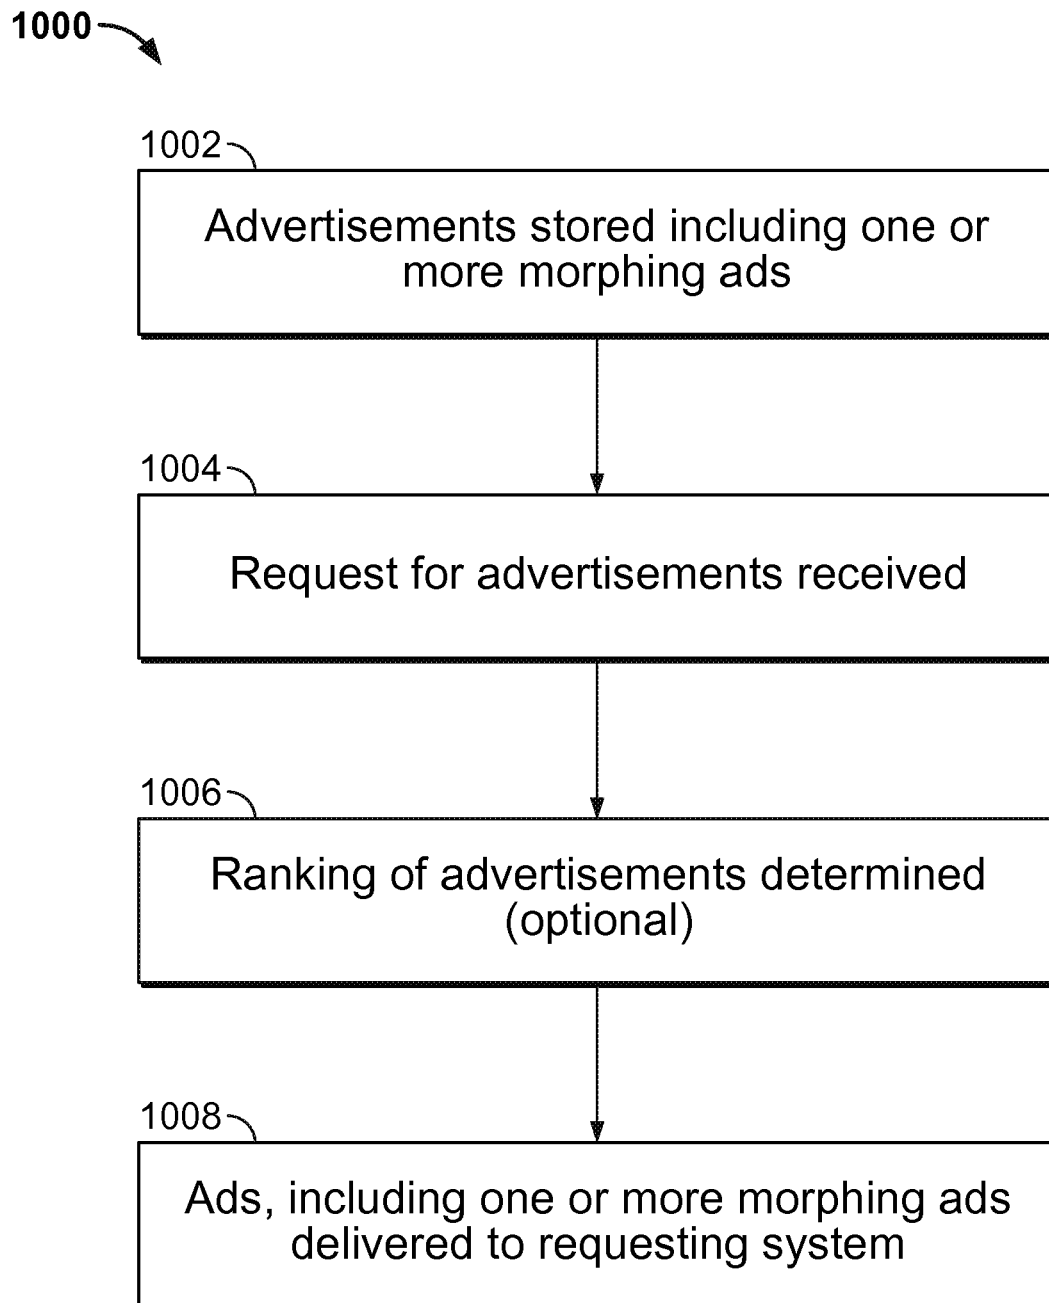 1000
1002
Advertisements stored including one or
more morphing ads
1004
Request for advertisements received
1006
Ranking of advertisements determined
(optional)
1008
Ads, including one or more morphing ads
delivered to requesting system